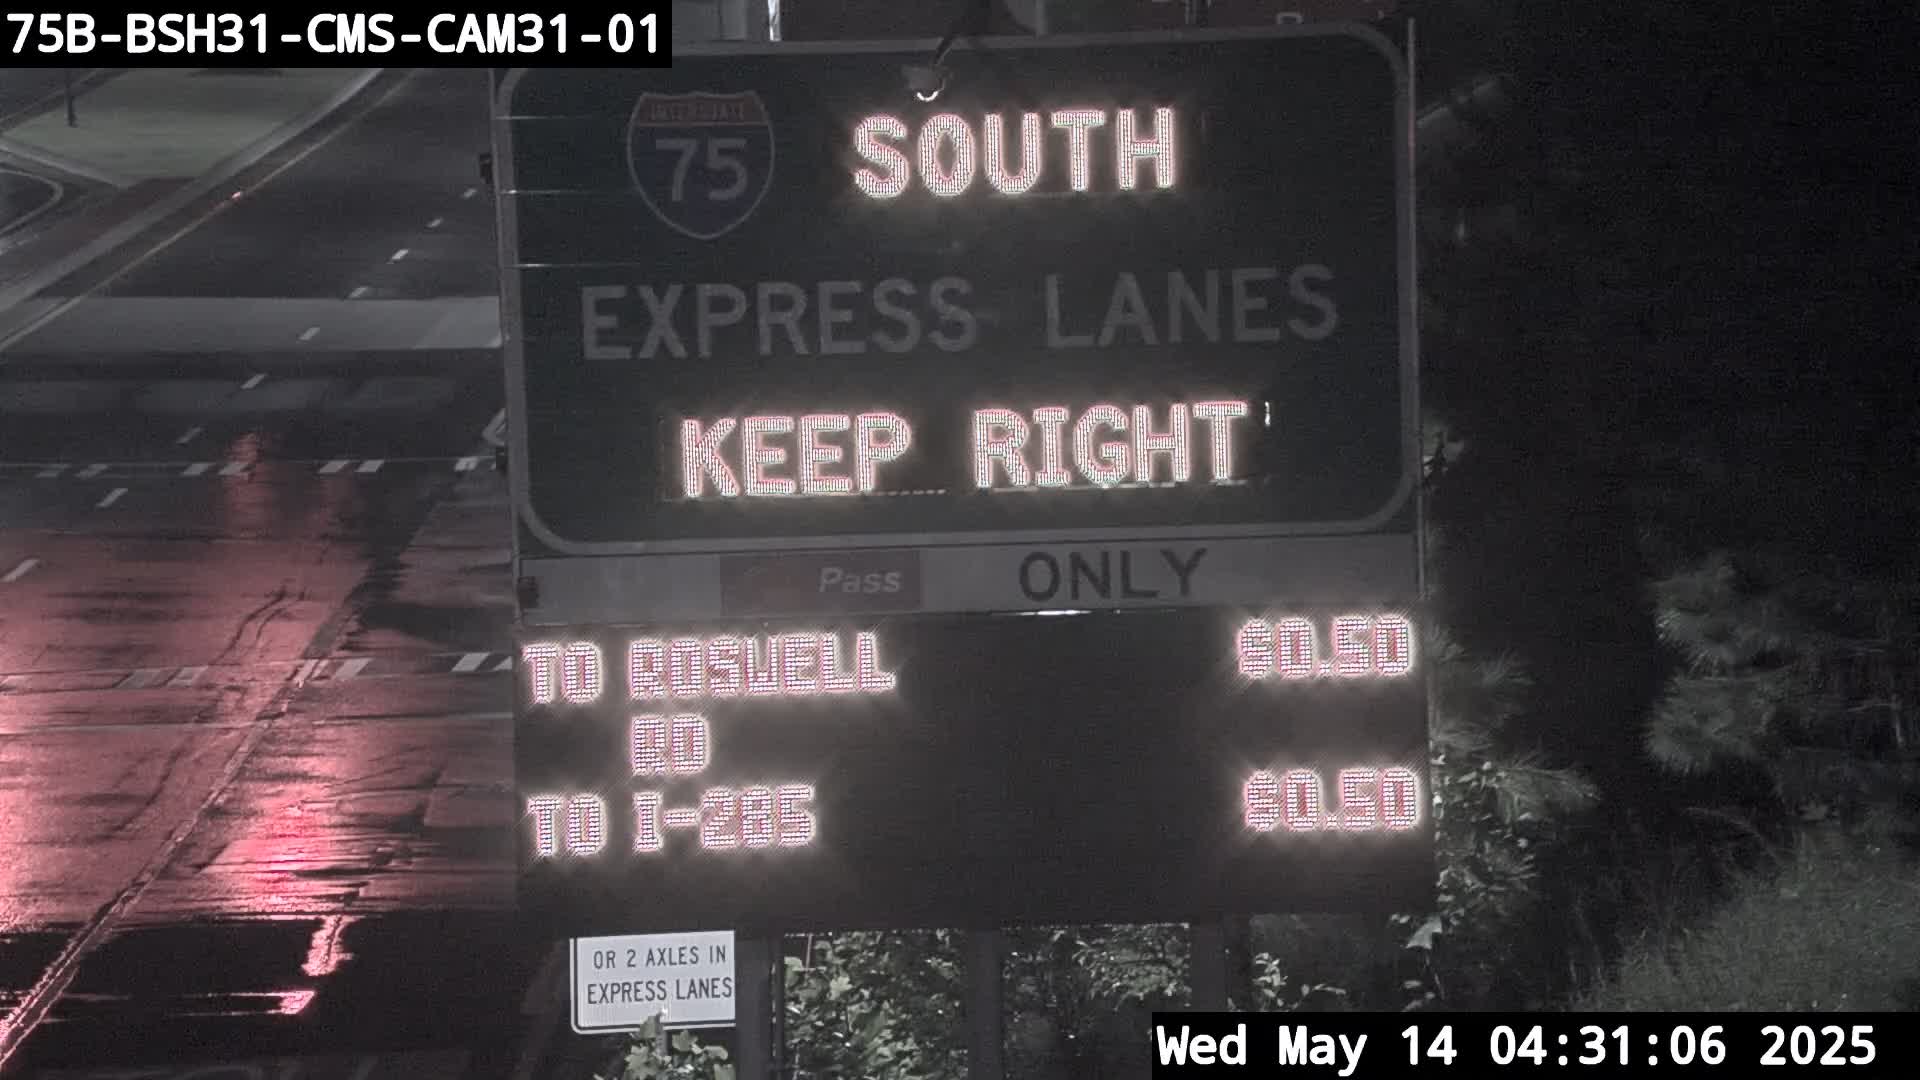 75B-BSH31-CMS-CAM31-01
INTERSTATE
75
SOUTH
EXPRESS LANES
KEEP RIGHT
Pass ONLY
TO ROSWELL $0.50
RD
TO I-285 $0.50
OR 2 AXLES IN
EXPRESS LANES
Wed May 14 04:31:06 2025